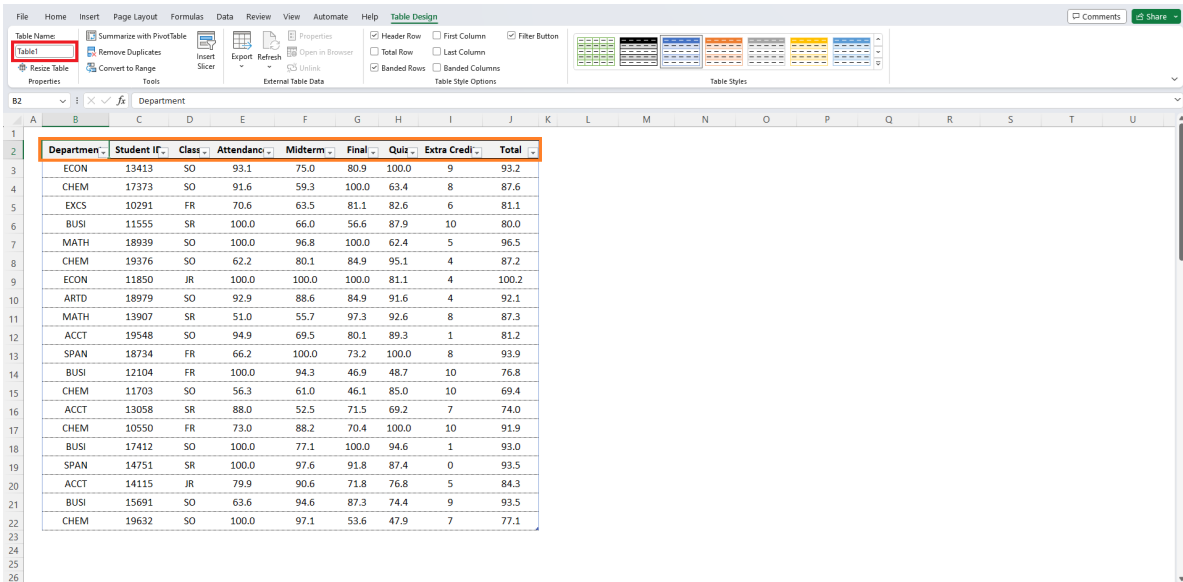 File Home Insert Page Layout Formulas Data Review View Automate Help Table Design Comments Share
Table Name: Summarize with PivotTable Properties Header Row First Column Filter Button
Table1 Remove Duplicates Insert Slicer Export Refresh Open in Browser Total Row Last Column
Resize Table Convert to Range Unlink Banded Rows Banded Columns
Properties Tools External Table Data Table Style Options Table Styles
B2 fx Department
A B C D E F G H I J K L M N O P Q R S T U
1
2 Departmen Student ID Class Attendanc Midterm Final Quiz Extra Credi Total
3 ECON 13413 SO 93.1 75.0 80.9 100.0 9 93.2
4 CHEM 17373 SO 91.6 59.3 100.0 63.4 8 87.6
5 EXCS 10291 FR 70.6 63.5 81.1 82.6 6 81.1
6 BUSI 11555 SR 100.0 66.0 56.6 87.9 10 80.0
7 MATH 18939 SO 100.0 96.8 100.0 62.4 5 96.5
8 CHEM 19376 SO 62.2 80.1 84.9 95.1 4 87.2
9 ECON 11850 JR 100.0 100.0 100.0 81.1 4 100.2
10 ARTD 18979 SO 92.9 88.6 84.9 91.6 4 92.1
11 MATH 13907 SR 51.0 55.7 97.3 92.6 8 87.3
12 ACCT 19548 SO 94.9 69.5 80.1 89.3 1 81.2
13 SPAN 18734 FR 66.2 100.0 73.2 100.0 8 93.9
14 BUSI 12104 FR 100.0 94.3 46.9 48.7 10 76.8
15 CHEM 11703 SO 56.3 61.0 46.1 85.0 10 69.4
16 ACCT 13058 SR 88.0 52.5 71.5 69.2 7 74.0
17 CHEM 10550 FR 73.0 88.2 70.4 100.0 10 91.9
18 BUSI 17412 SO 100.0 77.1 100.0 94.6 1 93.0
19 SPAN 14751 SR 100.0 97.6 91.8 87.4 0 93.5
20 ACCT 14115 JR 79.9 90.6 71.8 76.8 5 84.3
21 BUSI 15691 SO 63.6 94.6 87.3 74.4 9 93.5
22 CHEM 19632 SO 100.0 97.1 53.6 47.9 7 77.1
23
24
25
26